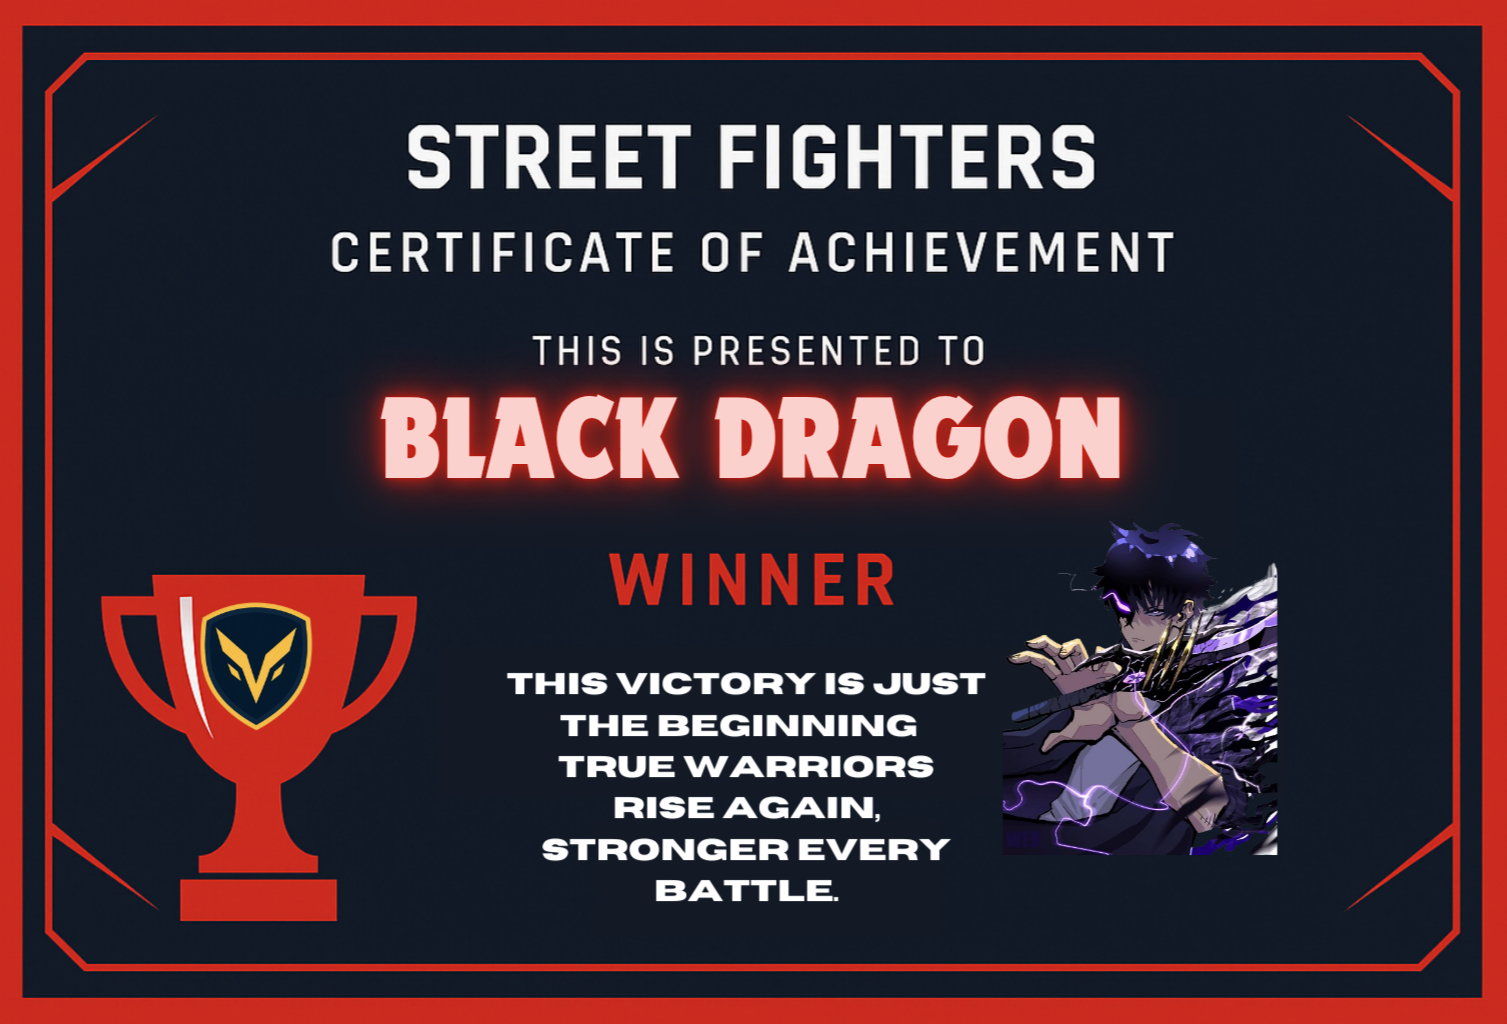 STREET FIGHTERS
CERTIFICATE OF ACHIEVEMENT
THIS IS PRESENTED TO
BLACK DRAGON
WINNER
THIS VICTORY IS JUST
THE BEGINNING
TRUE WARRIORS
RISE AGAIN,
STRONGER EVERY
BATTLE.